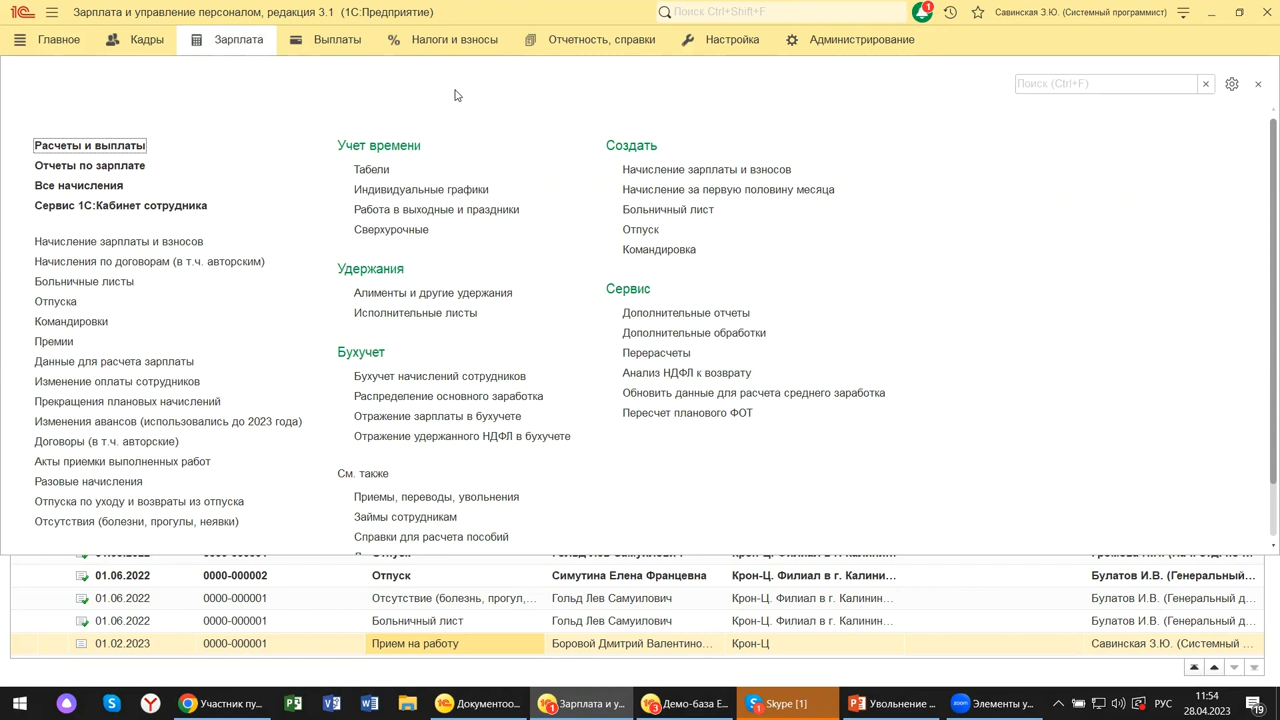 Зарплата и управление персоналом, редакция 3.1 (1С:Предприятие)
Поиск Ctrl+Shift+F
1
Савинская З.Ю. (Системный программист)
Главное
Кадры
Зарплата
Выплаты
Налоги и взносы
Отчетность, справки
Настройка
Администрирование
Поиск (Ctrl+F)
Расчеты и выплаты
Отчеты по зарплате
Все начисления
Сервис 1С:Кабинет сотрудника
Начисление зарплаты и взносов
Начисления по договорам (в т.ч. авторским)
Больничные листы
Отпуска
Командировки
Премии
Данные для расчета зарплаты
Изменение оплаты сотрудников
Прекращения плановых начислений
Изменения авансов (использовались до 2023 года)
Договоры (в т.ч. авторские)
Акты приемки выполненных работ
Разовые начисления
Отпуска по уходу и возвраты из отпуска
Отсутствия (болезни, прогулы, неявки)
Учет времени
Табели
Индивидуальные графики
Работа в выходные и праздники
Сверхурочные
Удержания
Алименты и другие удержания
Исполнительные листы
Бухучет
Бухучет начислений сотрудников
Распределение основного заработка
Отражение зарплаты в бухучете
Отражение удержанного НДФЛ в бухучете
См. также
Приемы, переводы, увольнения
Займы сотрудникам
Справки для расчета пособий
Создать
Начисление зарплаты и взносов
Начисление за первую половину месяца
Больничный лист
Отпуск
Командировка
Сервис
Дополнительные отчеты
Дополнительные обработки
Перерасчеты
Анализ НДФЛ к возврату
Обновить данные для расчета среднего заработка
Пересчет планового ФОТ
01.06.2022 0000-000002 Отпуск Симутина Елена Францевна Крон-Ц. Филиал в г. Калини… Булатов И.В. (Генеральный…
01.06.2022 0000-000001 Отсутствие (болезнь, прогул,… Гольд Лев Самуилович Крон-Ц. Филиал в г. Калинин… Булатов И.В. (Генеральный д…
01.06.2022 0000-000001 Больничный лист Гольд Лев Самуилович Крон-Ц. Филиал в г. Калинин… Булатов И.В. (Генеральный д…
01.02.2023 0000-000001 Прием на работу Боровой Дмитрий Валентино… Крон-Ц Савинская З.Ю. (Системный …
Участник пу…
Документоо…
Зарплата и у…
Демо-база E…
Skype [1]
Увольнение …
Элементы у…
РУС
11:54
28.04.2023
19